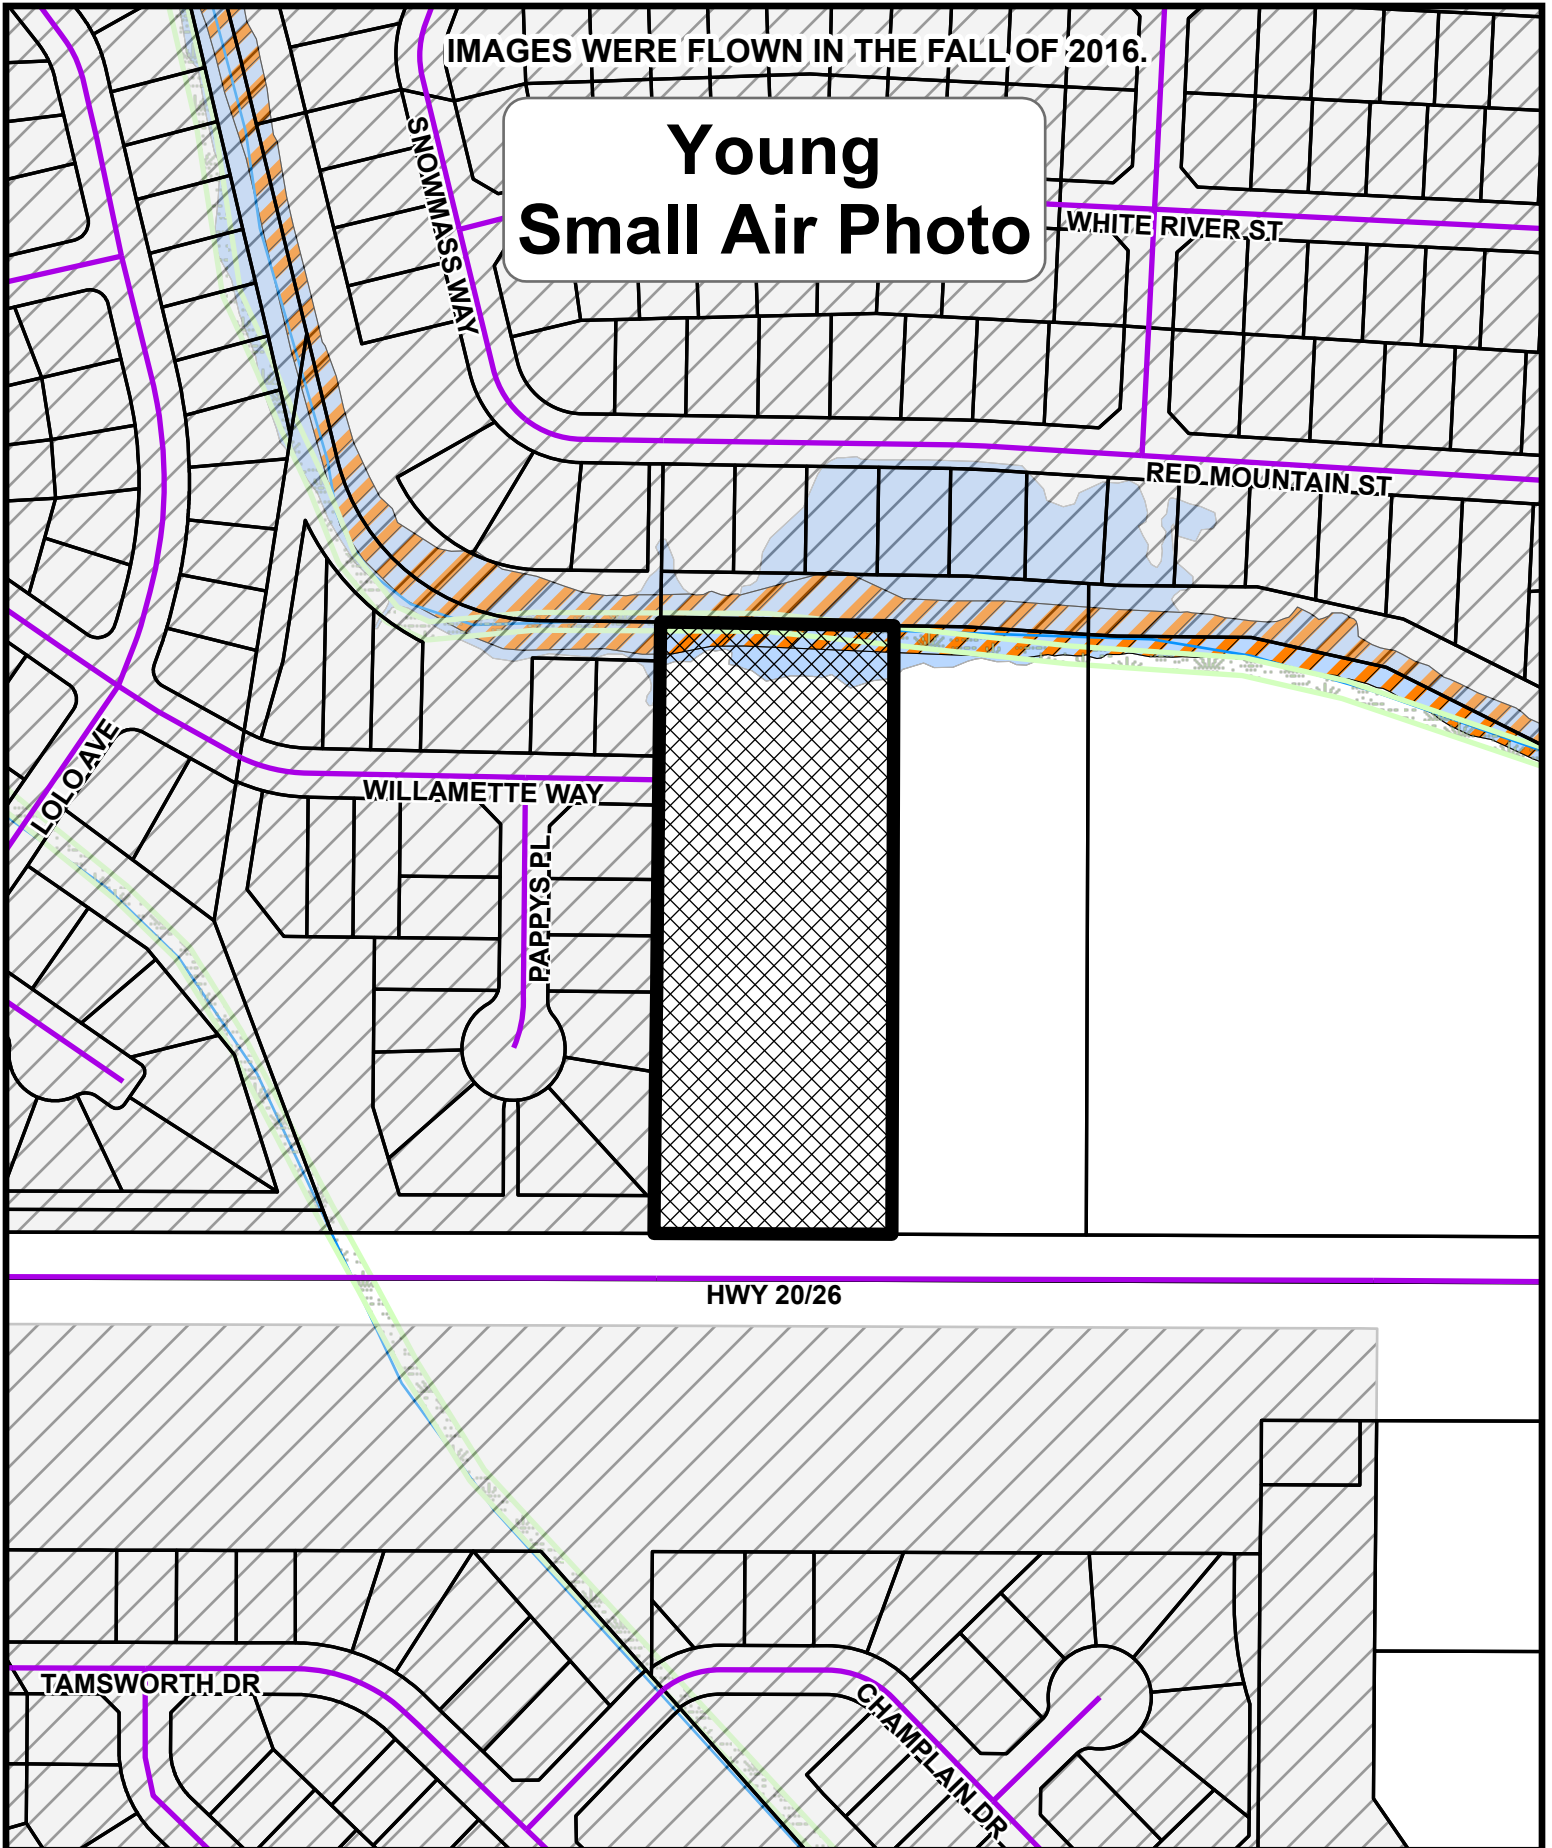 IMAGES WERE FLOWN IN THE FALL OF 2016.
Young
Small Air Photo
SNOWMASS WAY
WHITE RIVER ST
RED MOUNTAIN ST
LOLO AVE
WILLAMETTE WAY
PAPPYS PL
HWY 20/26
TAMSWORTH DR
CHAMPLAIN DR